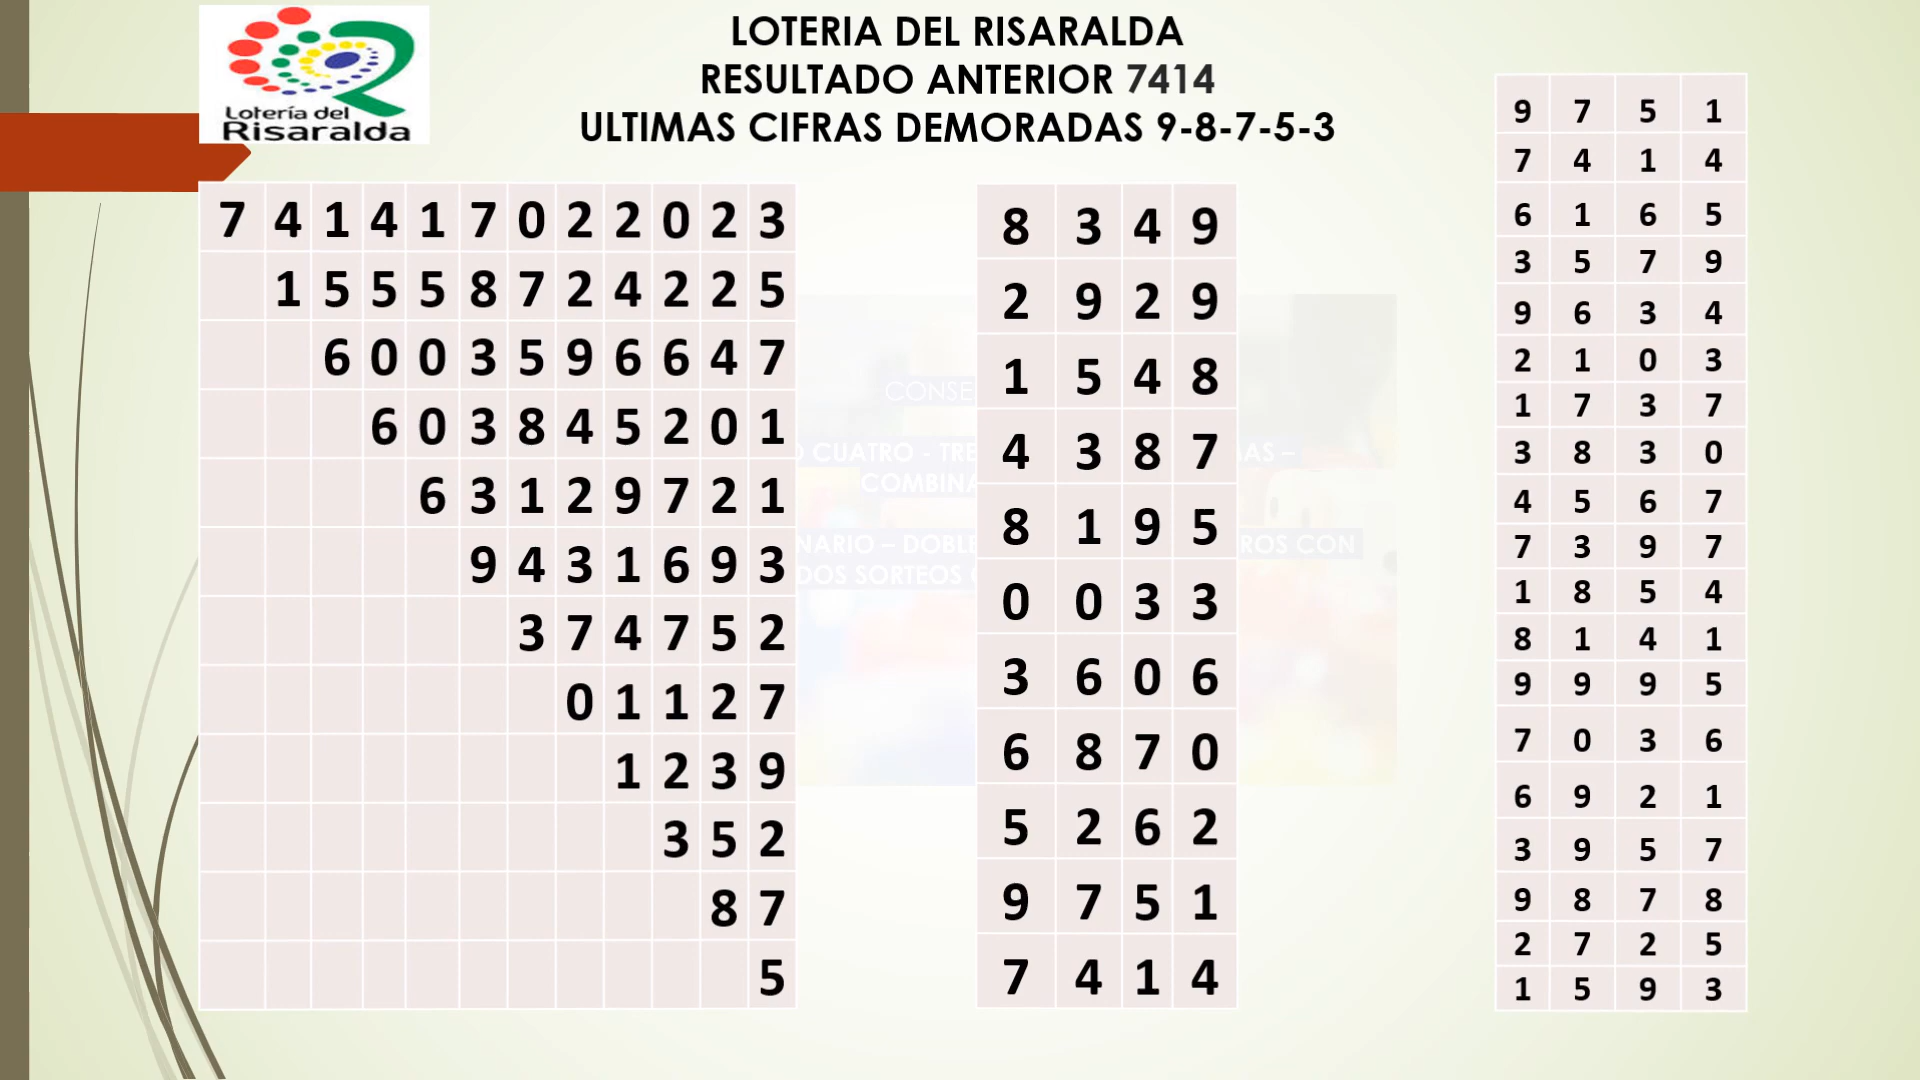 Lotería del
Risaralda
LOTERIA DEL RISARALDA
RESULTADO ANTERIOR 7414
ULTIMAS CIFRAS DEMORADAS 9-8-7-5-3
7 4 1 4 1 7 0 2 2 0 2 3
1 5 5 5 8 7 2 4 2 2 5
6 0 0 3 5 9 6 6 4 7
6 0 3 8 4 5 2 0 1
6 3 1 2 9 7 2 1
9 4 3 1 6 9 3
3 7 4 7 5 2
0 1 1 2 7
1 2 3 9
3 5 2
8 7
5
CONSE
CUATRO - TRE
MAS –
COMBINA
NARIO – DOBLE
ROS CON
DOS SORTEOS
8 3 4 9
2 9 2 9
1 5 4 8
4 3 8 7
8 1 9 5
0 0 3 3
3 6 0 6
6 8 7 0
5 2 6 2
9 7 5 1
7 4 1 4
9 7 5 1
7 4 1 4
6 1 6 5
3 5 7 9
9 6 3 4
2 1 0 3
1 7 3 7
3 8 3 0
4 5 6 7
7 3 9 7
1 8 5 4
8 1 4 1
9 9 9 5
7 0 3 6
6 9 2 1
3 9 5 7
9 8 7 8
2 7 2 5
1 5 9 3